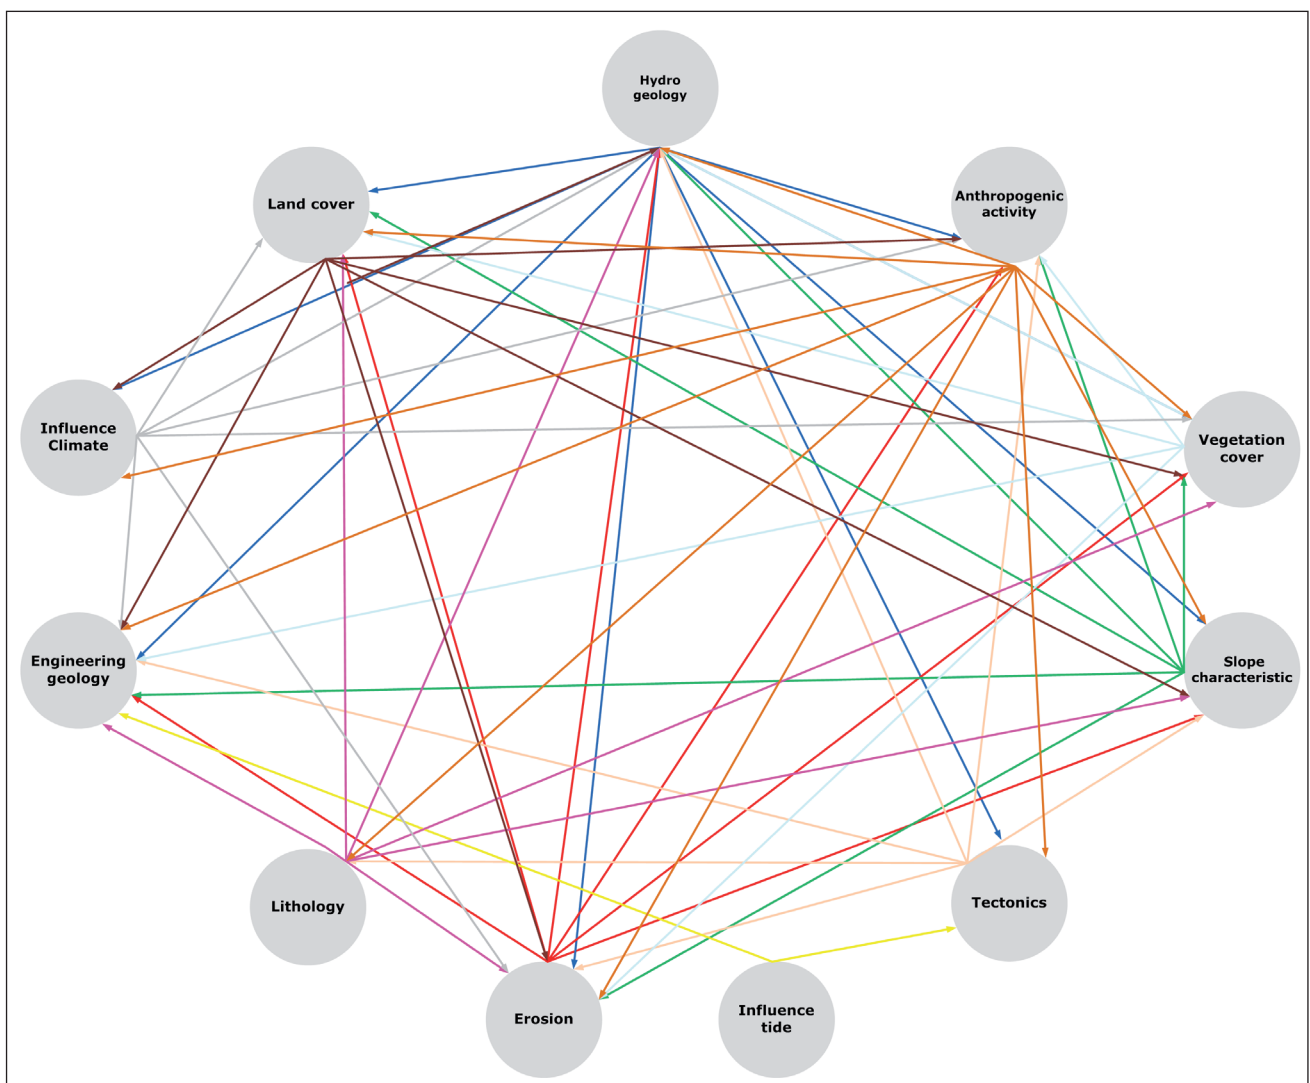 Hydro
geology
Land cover
Anthropogenic
activity
Influence
Climate
Vegetation
cover
Engineering
geology
Slope
characteristic
Lithology
Tectonics
Erosion
Influence
tide